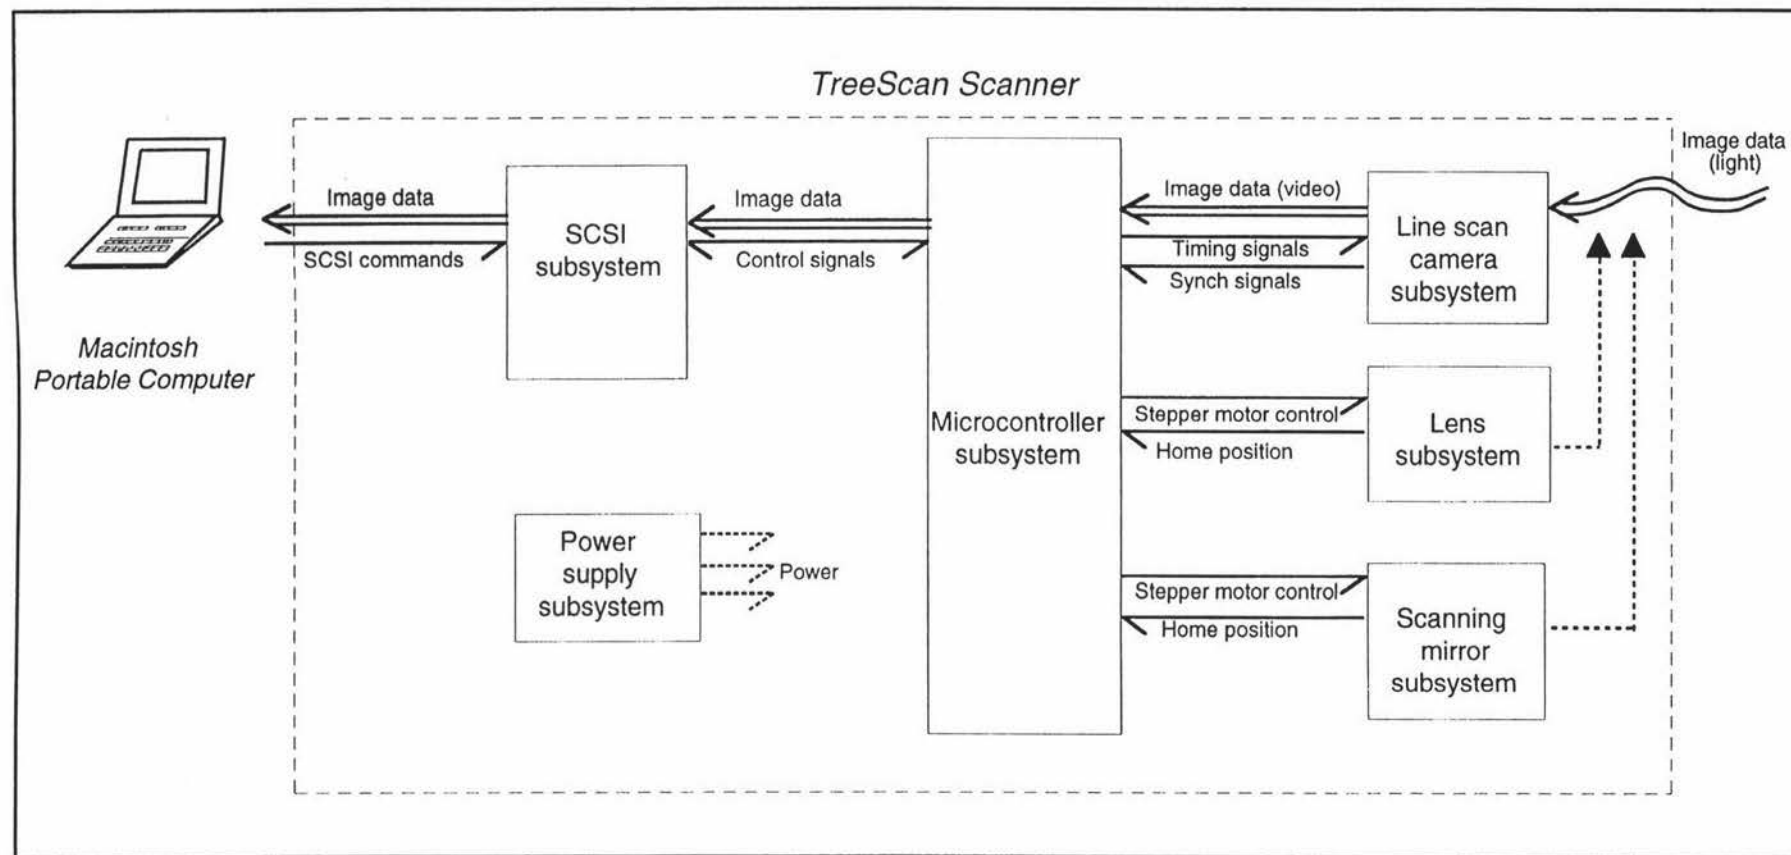 TreeScan Scanner
Image data
(light)
Image data
SCSI commands
SCSI
subsystem
Image data
Control signals
Microcontroller
subsystem
Image data (video)
Timing signals
Synch signals
Line scan
camera
subsystem
Macintosh
Portable Computer
Stepper motor control
Home position
Lens
subsystem
Power
supply
subsystem
Power
Stepper motor control
Home position
Scanning
mirror
subsystem